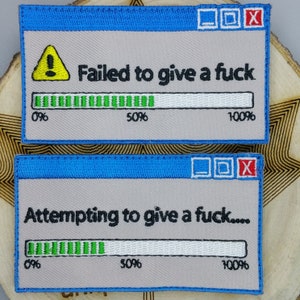 X
Failed to give a fuck
0% 50% 100%
X
Attempting to give a fuck....
0% 50% 100%